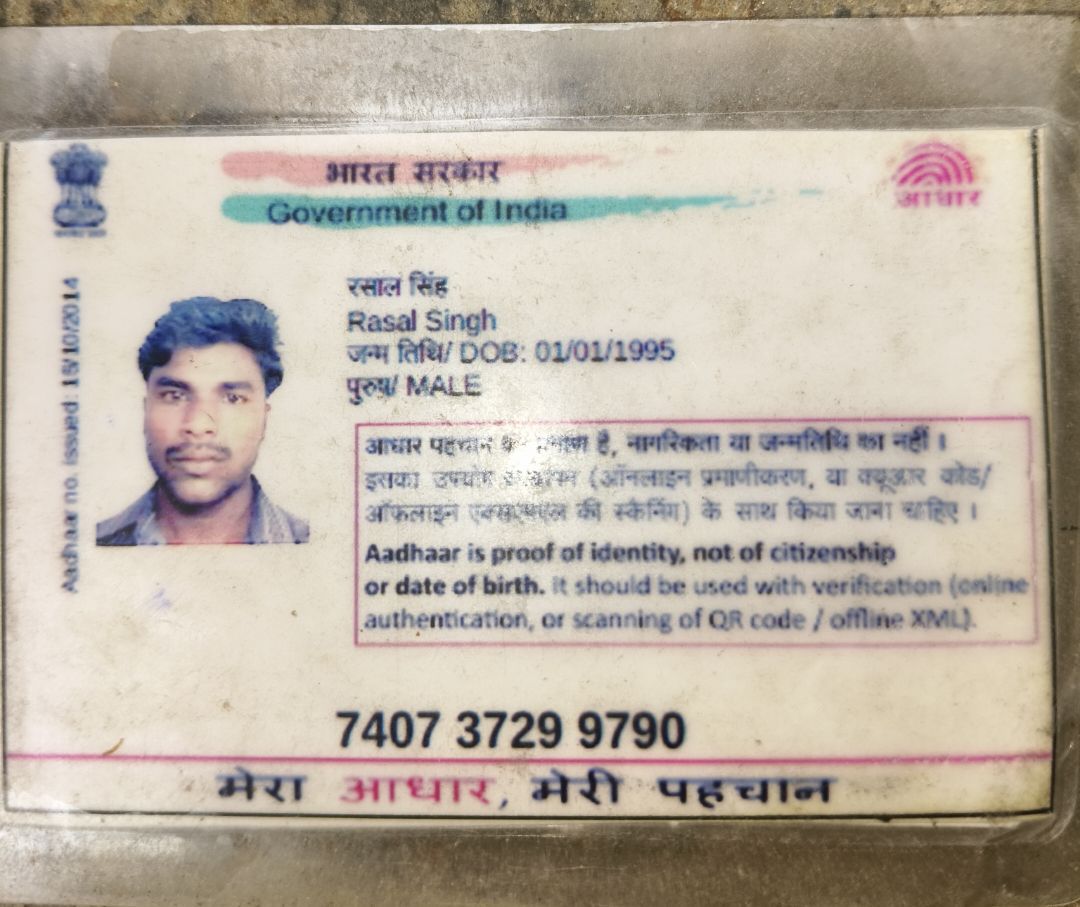 भारत सरकार
Government of India
आधार
Aadhaar no. issued: 18/10/2014
रसाल सिंह
Rasal Singh
जन्म तिथि/ DOB: 01/01/1995
पुरुष/ MALE
आधार पहचान का प्रमाण है, नागरिकता या जन्मतिथि का नहीं ।
इसका उपयोग (ऑनलाइन प्रमाणीकरण, या क्यूआर कोड/
ऑफलाइन एक्सएमएल की स्कैनिंग) के साथ किया जाना चाहिए ।
Aadhaar is proof of identity, not of citizenship
or date of birth. It should be used with verification (online
authentication, or scanning of QR code / offline XML).
7407 3729 9790
मेरा आधार, मेरी पहचान